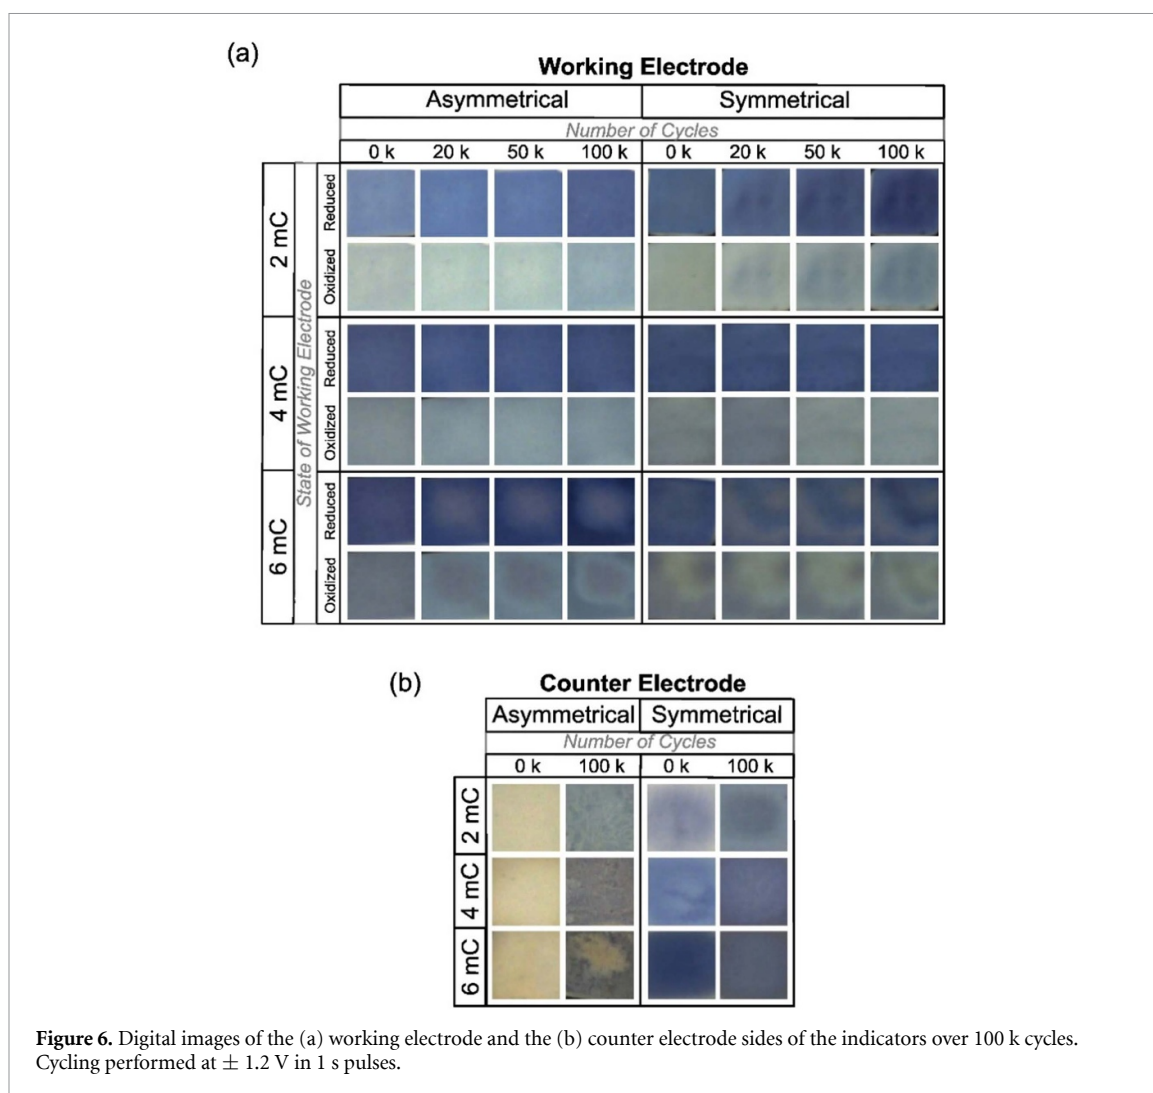 (a)
Working Electrode
Asymmetrical Symmetrical
Number of Cycles
0 k 20 k 50 k 100 k 0 k 20 k 50 k 100 k
State of Working Electrode
2 mC
Reduced
Oxidized
4 mC
Reduced
Oxidized
6 mC
Reduced
Oxidized
(b)
Counter Electrode
Asymmetrical Symmetrical
Number of Cycles
0 k 100 k 0 k 100 k
2 mC
4 mC
6 mC
Figure 6. Digital images of the (a) working electrode and the (b) counter electrode sides of the indicators over 100 k cycles.
Cycling performed at ± 1.2 V in 1 s pulses.